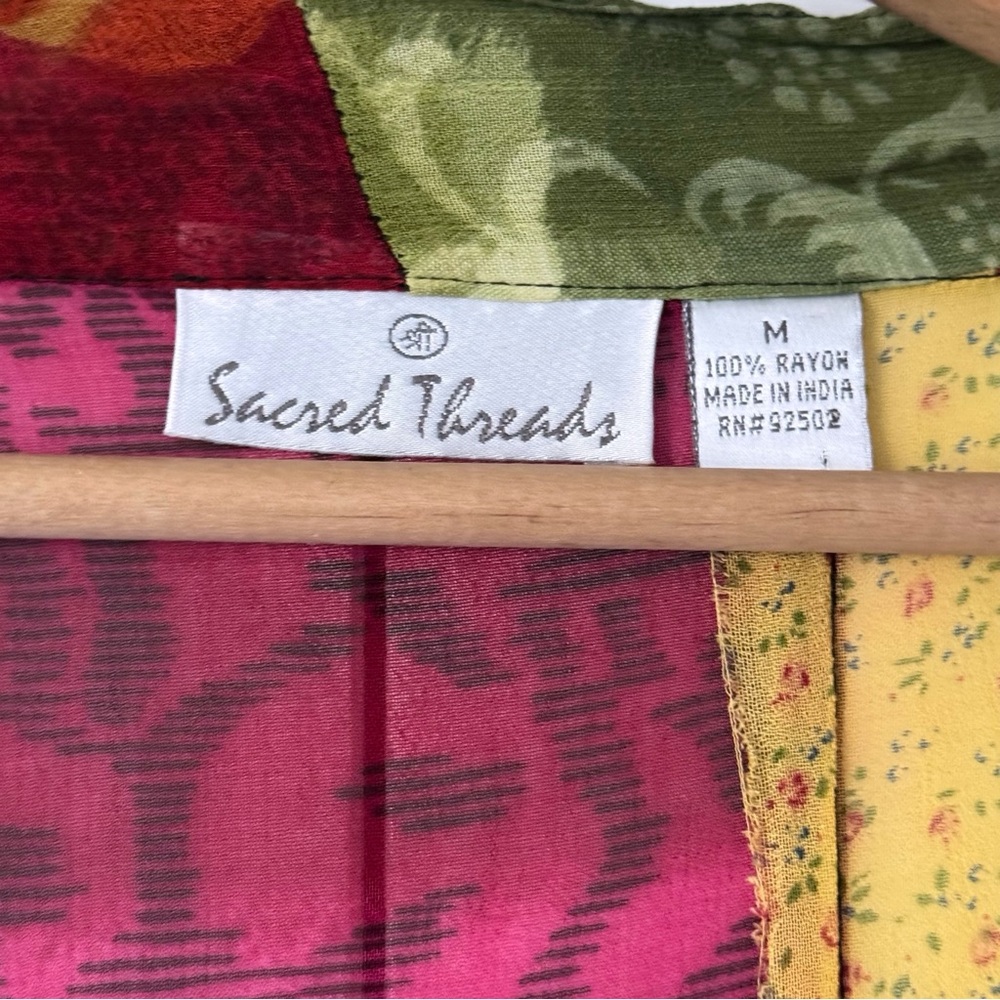 श्री
Sacred Threads
M
100% RAYON
MADE IN INDIA
RN#92502